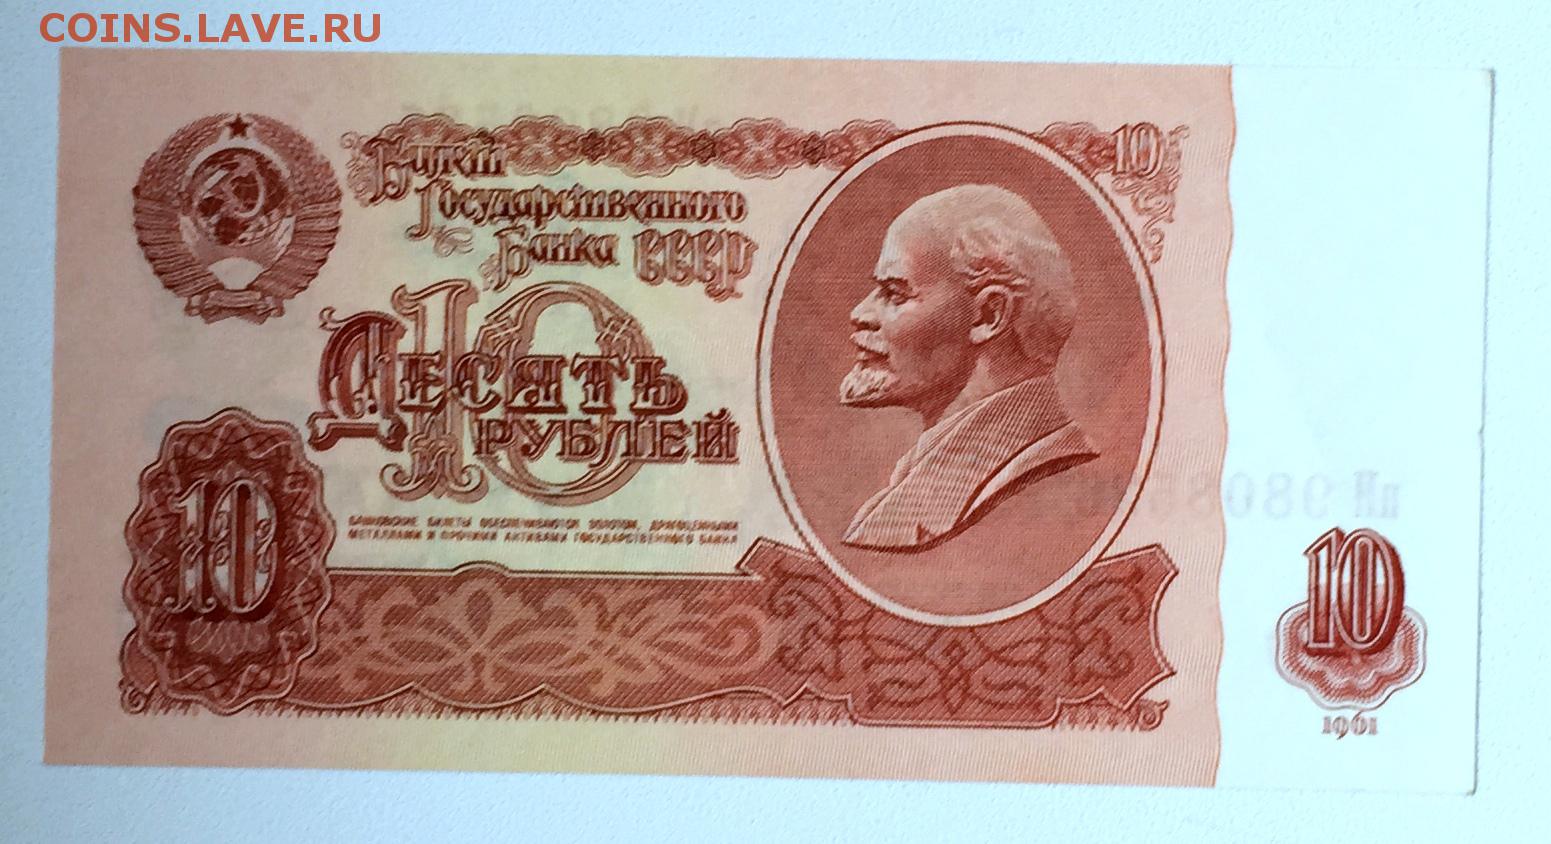 COINS.LAVE.RU
10
Билет
Государственного
Банка СССР
10
Десять
рублей
Банковские билеты обеспечиваются золотом, драгоценными
металлами и прочими активами Государственного банка
10
10
1961